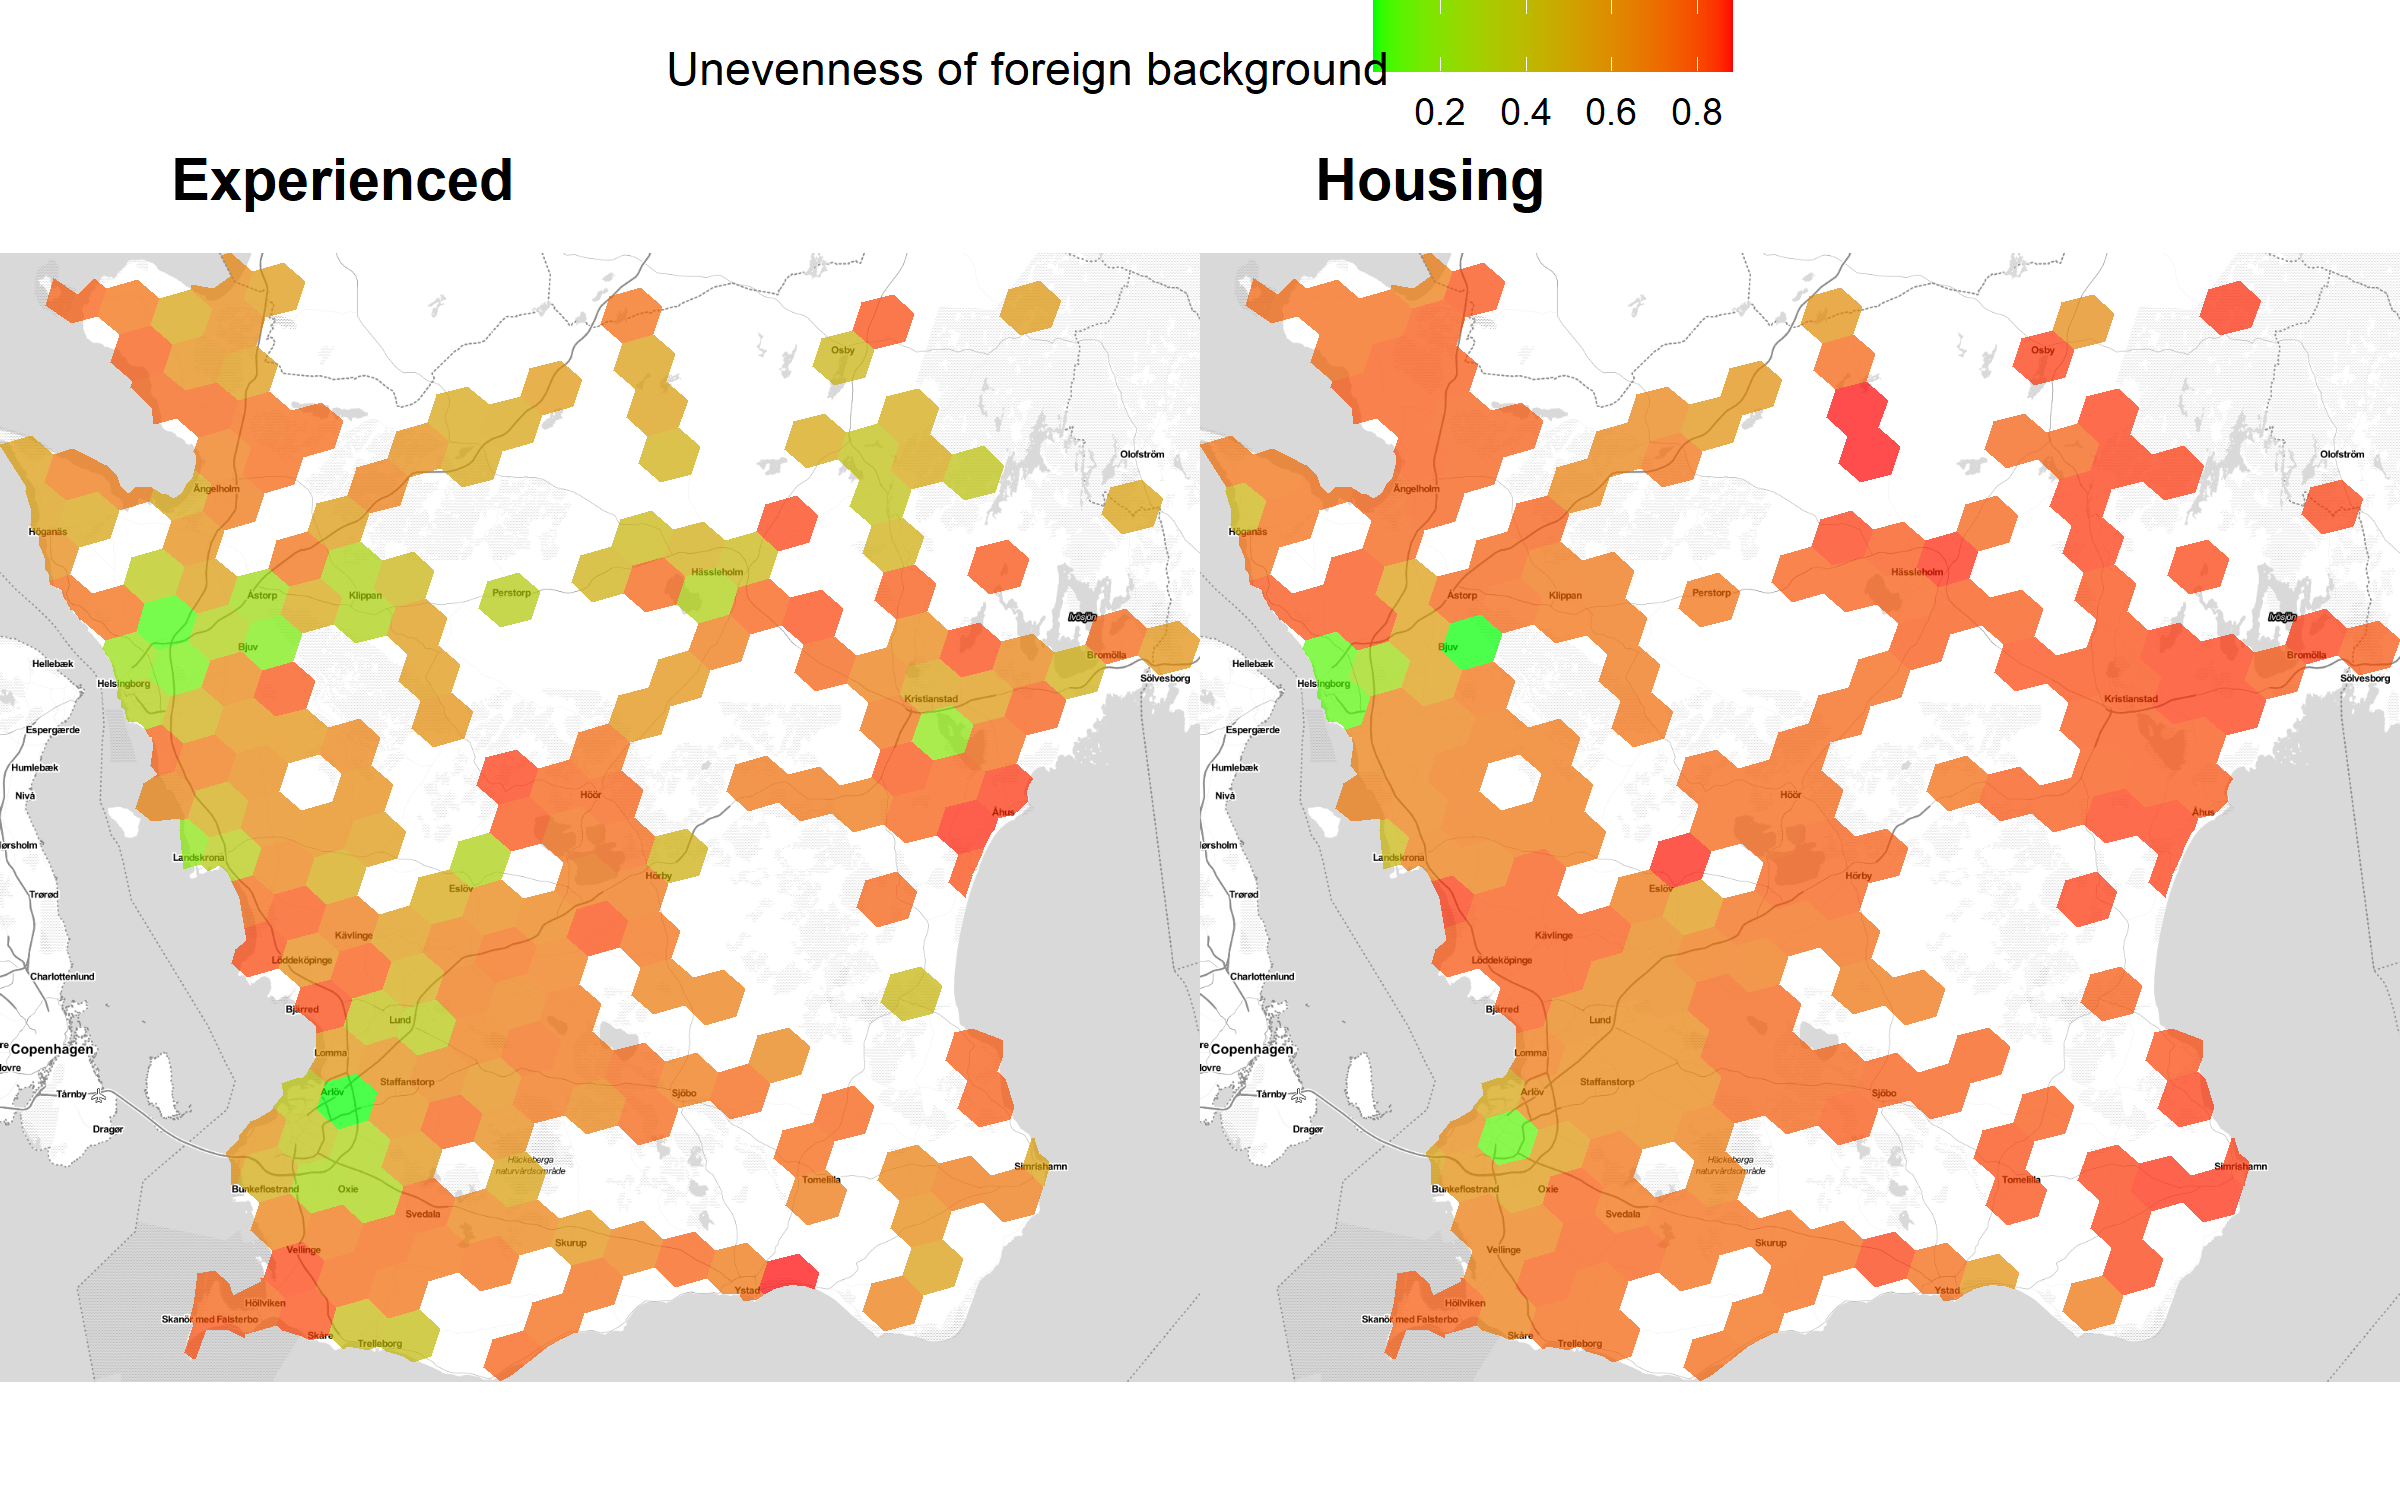 Unevenness of foreign background
0.2 0.4 0.6 0.8
Experienced
Housing
Osby
Olofström
Ängelholm
Höganäs
Hässleholm
Åstorp
Klippan
Perstorp
Ivösjön
Bjuv
Bromölla
Hellebæk
Helsingborg
Sölvesborg
Kristianstad
Espergærde
Humlebæk
Nivå
Höör
Åhus
ørsholm
Landskrona
Hörby
Eslöv
Trørød
Kävlinge
Löddeköpinge
Charlottenlund
Bjärred
Lund
re
Copenhagen
Lomma
lovre
Staffanstorp
Tårnby
Arlöv
Sjöbo
Dragør
Häckeberga
naturvårdsområde
Simrishamn
Tomelilla
Bunkeflostrand
Oxie
Svedala
Skurup
Vellinge
Ystad
Höllviken
Skanör med Falsterbo
Skåre
Trelleborg
Osby
Olofström
Ängelholm
Höganäs
Hässleholm
Åstorp
Klippan
Perstorp
Ivösjön
Bjuv
Bromölla
Hellebæk
Helsingborg
Sölvesborg
Kristianstad
Espergærde
Humlebæk
Nivå
Höör
Åhus
ørsholm
Landskrona
Hörby
Eslöv
Trørød
Kävlinge
Löddeköpinge
Charlottenlund
Bjärred
Lund
re
Copenhagen
Lomma
lovre
Staffanstorp
Tårnby
Arlöv
Sjöbo
Dragør
Häckeberga
naturvårdsområde
Simrishamn
Tomelilla
Bunkeflostrand
Oxie
Svedala
Skurup
Vellinge
Ystad
Höllviken
Skanör med Falsterbo
Skåre
Trelleborg